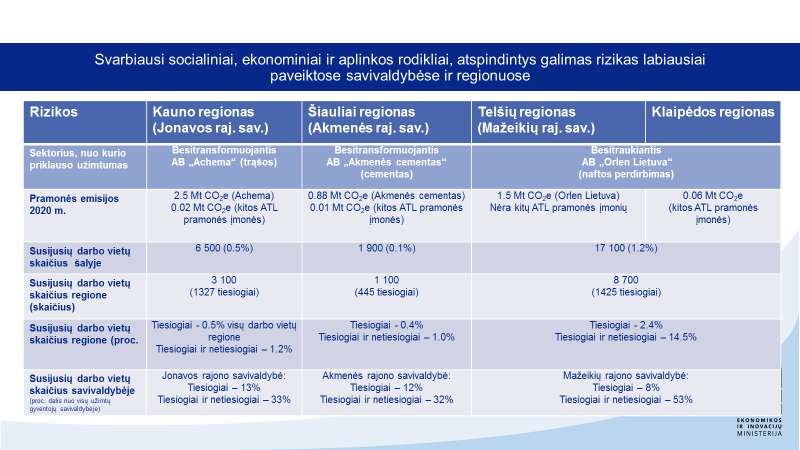 Svarbiausi socialiniai, ekonominiai ir aplinkos rodikliai, atspindintys galimas rizikas labiausiai
paveiktose savivaldybėse ir regionuose
Rizikos
Kauno regionas
(Jonavos raj. sav.)
Šiauliai regionas
(Akmenės raj. sav.)
Telšių regionas
(Mažeikių raj. sav.)
Klaipėdos regionas
Sektorius, nuo kurio
priklauso užimtumas
Besitransformuojantis
AB „Achema“ (trąšos)
Besitransformuojantis
AB „Akmenės cementas“
(cementas)
Besitraukiantis
AB “Orlen Lietuva“
(naftos perdirbimas)
Pramonės emisijos
2020 m.
2.5 Mt CO₂e (Achema)
0.02 Mt CO₂e (kitos ATL
pramonės įmonės)
0.88 Mt CO₂e (Akmenės cementas)
0.01 Mt CO₂e (kitos ATL pramonės
įmonės)
1.5 Mt CO₂e (Orlen Lietuva)
Nėra kitų ATL pramonės įmonių
0.06 Mt CO₂e
(kitos ATL pramonės
įmonės)
Susijusių darbo vietų
skaičius šalyje
6 500 (0.5%)
1 900 (0.1%)
17 100 (1.2%)
Susijusių darbo vietų
skaičius regione
(skaičius)
3 100
(1327 tiesiogiai)
1 100
(445 tiesiogiai)
8 700
(1425 tiesiogiai)
Susijusių darbo vietų
skaičius regione (proc.
Tiesiogiai - 0.5% visų darbo vietų
regione
Tiesiogiai ir netiesiogiai – 1.2%
Tiesiogiai - 0.4%
Tiesiogiai ir netiesiogiai – 1.0%
Tiesiogiai - 2.4%
Tiesiogiai ir netiesiogiai – 14.5%
Susijusių darbo vietų
skaičius savivaldybėje
(proc. dalis nuo visų užimtų
gyventojų savivaldybėje)
Jonavos rajono savivaldybė:
Tiesiogiai – 13%
Tiesiogiai ir netiesiogiai – 33%
Akmenės rajono savivaldybė:
Tiesiogiai – 12%
Tiesiogiai ir netiesiogiai – 32%
Mažeikių rajono savivaldybė:
Tiesiogiai – 8%
Tiesiogiai ir netiesiogiai – 53%
EKONOMIKOS
IR INOVACIJŲ
MINISTERIJA